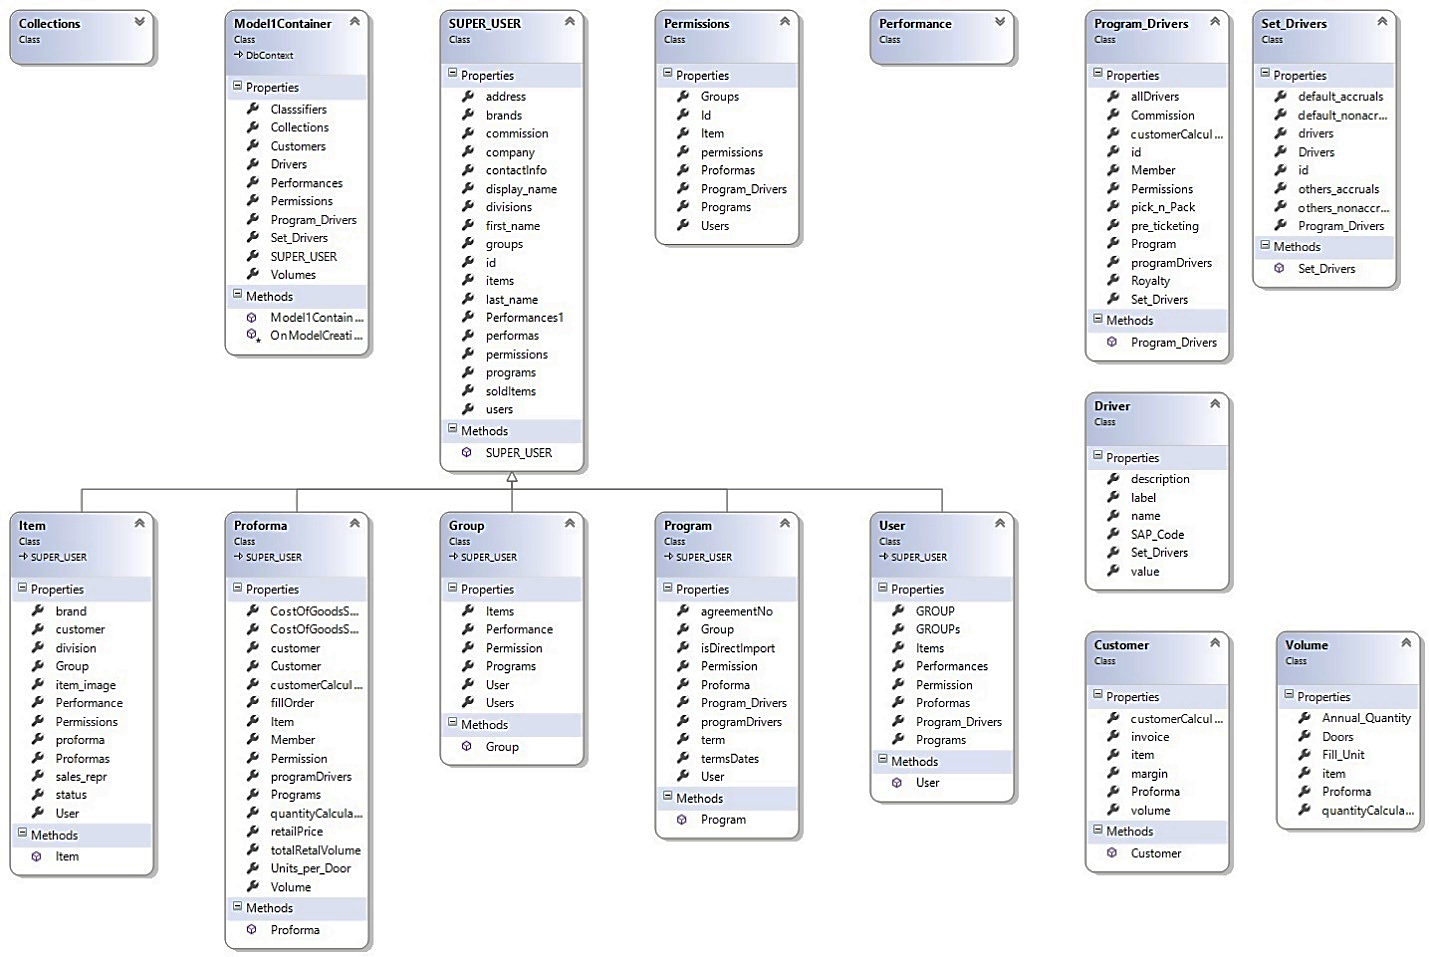 Collections
Class
Model1Container
Class
DbContext
Properties
Classsifiers
Collections
Customers
Drivers
Performances
Permissions
Program_Drivers
Set_Drivers
SUPER_USER
Volumes
Methods
Model1Contain...
OnModelCreati...
SUPER_USER
Class
Properties
address
brands
commission
company
contactInfo
display_name
divisions
first_name
groups
id
items
last_name
Performances1
performas
permissions
programs
soldItems
users
Methods
SUPER_USER
Permissions
Class
Properties
Groups
Id
Item
permissions
Proformas
Program_Drivers
Programs
Users
Performance
Class
Program_Drivers
Class
Properties
allDrivers
Commission
customerCalcul...
id
Member
Permissions
pick_n_Pack
pre_ticketing
Program
programDrivers
Royalty
Set_Drivers
Methods
Program_Drivers
Set_Drivers
Class
Properties
default_accruals
default_nonacr...
drivers
Drivers
id
others_accruals
others_nonaccr...
Program_Drivers
Methods
Set_Drivers
Driver
Class
Properties
description
label
name
SAP_Code
Set_Drivers
value
Item
Class
SUPER_USER
Properties
brand
customer
division
Group
item_image
Performance
Permissions
proforma
Proformas
sales_repr
status
User
Methods
Item
Proforma
Class
SUPER_USER
Properties
CostOfGoodsS...
CostOfGoodsS...
customer
Customer
customerCalcul...
fillOrder
Item
Member
Permission
programDrivers
Programs
quantityCalcula...
retailPrice
totalRetalVolume
Units_per_Door
Volume
Methods
Proforma
Group
Class
SUPER_USER
Properties
Items
Performance
Permission
Programs
User
Users
Methods
Group
Program
Class
SUPER_USER
Properties
agreementNo
Group
isDirectImport
Permission
Proforma
Program_Drivers
programDrivers
term
termsDates
User
Methods
Program
User
Class
SUPER_USER
Properties
GROUP
GROUPs
Items
Performances
Permission
Proformas
Program_Drivers
Programs
Methods
User
Customer
Class
Properties
customerCalcul...
invoice
item
margin
Proforma
volume
Methods
Customer
Volume
Class
Properties
Annual_Quantity
Doors
Fill_Unit
item
Proforma
quantityCalcula...